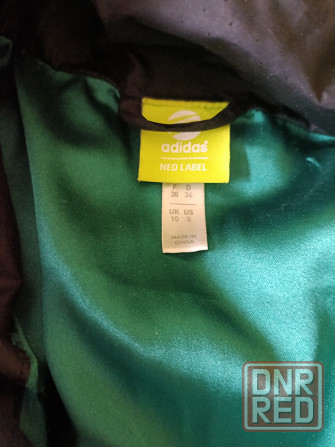 adidas
NEO LABEL
F D
38 36
UK US
10 S
MADE IN
CHINA
DNR
RED